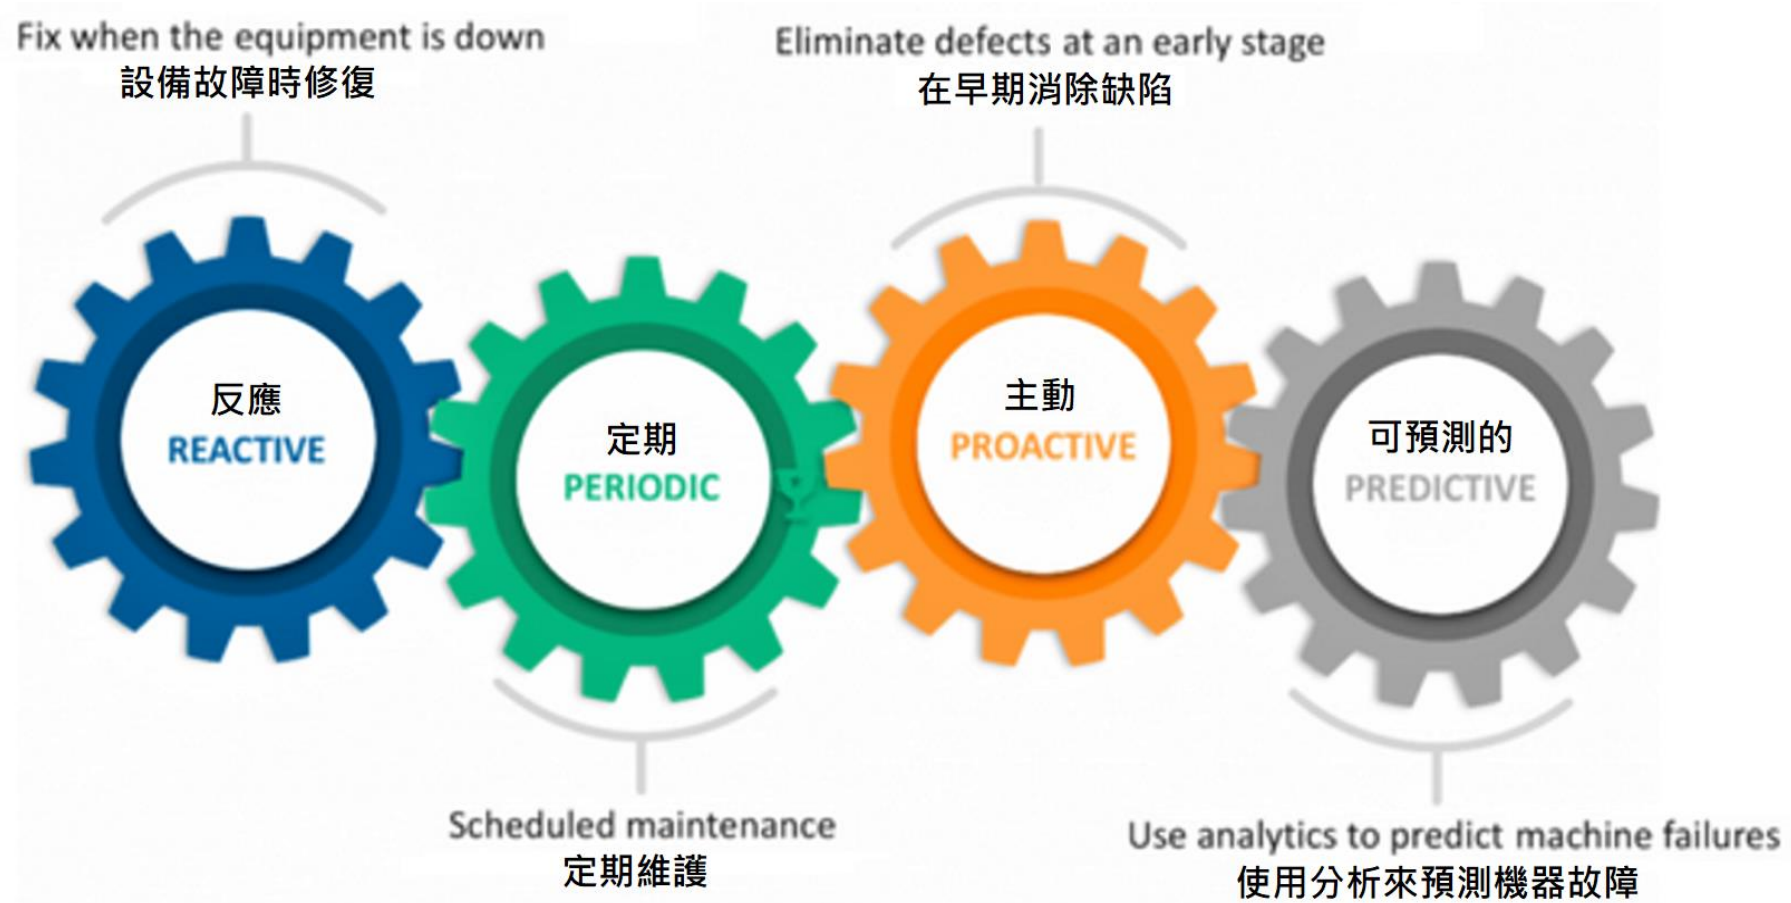 Fix when the equipment is down
設備故障時修復
Eliminate defects at an early stage
在早期消除缺陷
反應
REACTIVE
定期
PERIODIC
主動
PROACTIVE
可預測的
PREDICTIVE
Scheduled maintenance
定期維護
Use analytics to predict machine failures
使用分析來預測機器故障